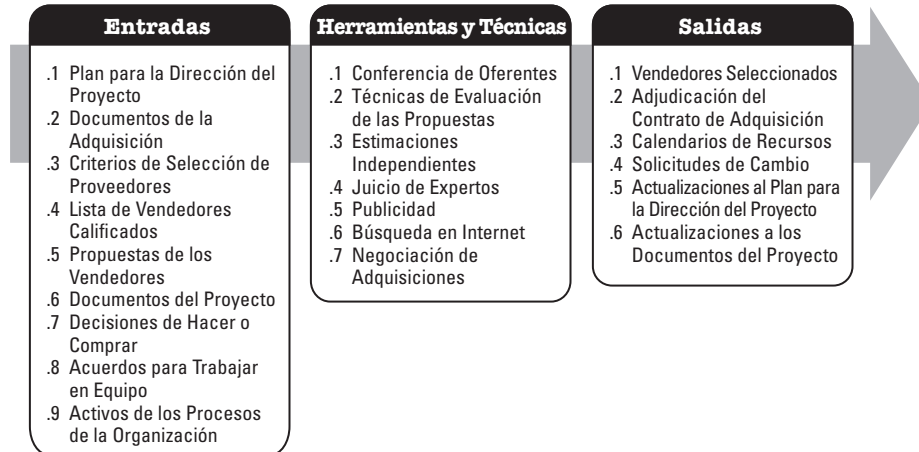 Entradas
.1 Plan para la Dirección del
Proyecto
.2 Documentos de la
Adquisición
.3 Criterios de Selección de
Proveedores
.4 Lista de Vendedores
Calificados
.5 Propuestas de los
Vendedores
.6 Documentos del Proyecto
.7 Decisiones de Hacer o
Comprar
.8 Acuerdos para Trabajar
en Equipo
.9 Activos de los Procesos
de la Organización
Herramientas y Técnicas
.1 Conferencia de Oferentes
.2 Técnicas de Evaluación
de las Propuestas
.3 Estimaciones
Independientes
.4 Juicio de Expertos
.5 Publicidad
.6 Búsqueda en Internet
.7 Negociación de
Adquisiciones
Salidas
.1 Vendedores Seleccionados
.2 Adjudicación del
Contrato de Adquisición
.3 Calendarios de Recursos
.4 Solicitudes de Cambio
.5 Actualizaciones al Plan para
la Dirección del Proyecto
.6 Actualizaciones a los
Documentos del Proyecto